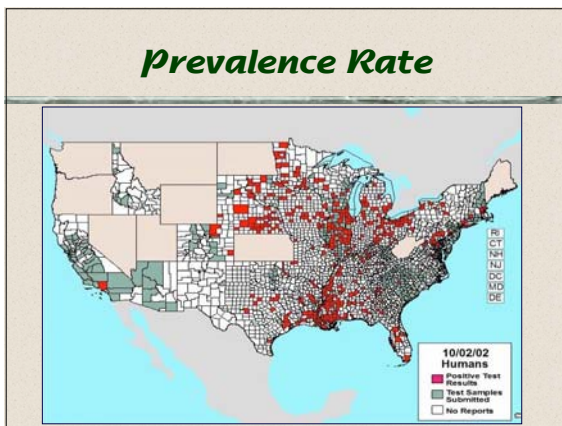 Prevalence Rate
RI
CT
NH
NJ
DC
MD
DE
10/02/02
Humans
Positive Test
Results
Test Samples
Submitted
No Reports